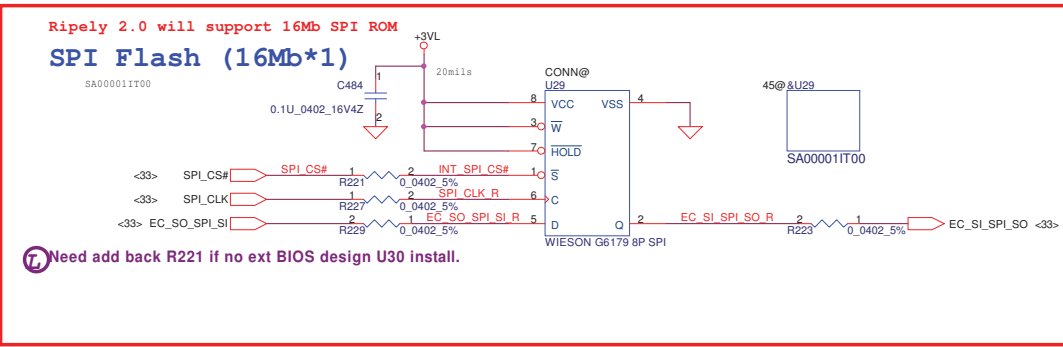 Ripely 2.0 will support 16Mb SPI ROM
SPI Flash (16Mb*1)
SA00001IT00
+3VL
20mils
C484
1
2
0.1U_0402_16V4Z
CONN@
U29
8 VCC VSS 4
3 W
7 HOLD
1 S
6 C
5 D Q 2
WIESON G6179 8P SPI
45@ &U29
SA00001IT00
<33> SPI_CS# SPI_CS# 1 2 INT_SPI_CS#
R221 0_0402_5%
<33> SPI_CLK 1 2 SPI_CLK_R
R227 0_0402_5%
<33> EC_SO_SPI_SI 2 1 EC_SO_SPI_SI_R
R229 0_0402_5%
EC_SI_SPI_SO_R 2 1 EC_SI_SPI_SO <33>
R223 0_0402_5%
L Need add back R221 if no ext BIOS design U30 install.